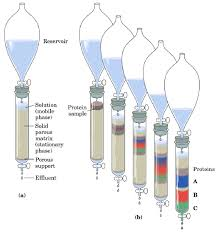 Reservoir
Solution
(mobile
phase)
Solid
porous
matrix
(stationary
phase)
Porous
support
Effluent
(a)
Protein
sample
(b)
Proteins
A
B
C